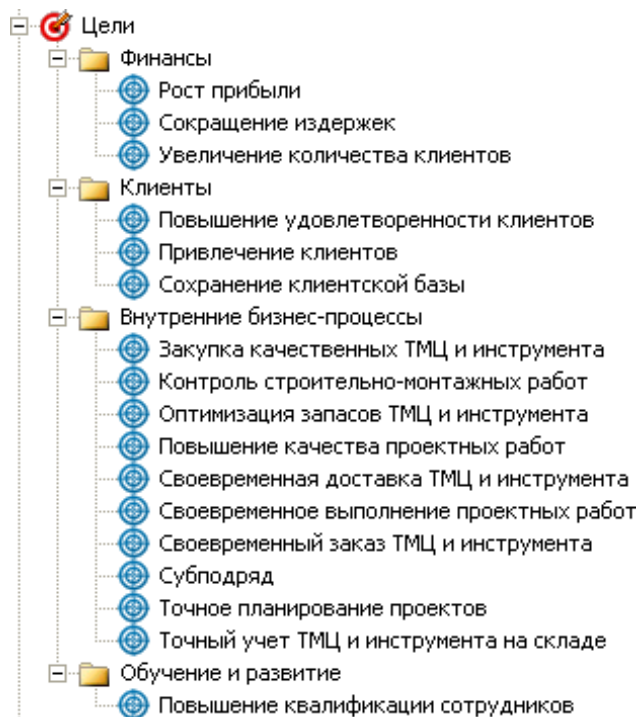 Цели
Финансы
Рост прибыли
Сокращение издержек
Увеличение количества клиентов
Клиенты
Повышение удовлетворенности клиентов
Привлечение клиентов
Сохранение клиентской базы
Внутренние бизнес-процессы
Закупка качественных ТМЦ и инструмента
Контроль строительно-монтажных работ
Оптимизация запасов ТМЦ и инструмента
Повышение качества проектных работ
Своевременная доставка ТМЦ и инструмента
Своевременное выполнение проектных работ
Своевременный заказ ТМЦ и инструмента
Субподряд
Точное планирование проектов
Точный учет ТМЦ и инструмента на складе
Обучение и развитие
Повышение квалификации сотрудников